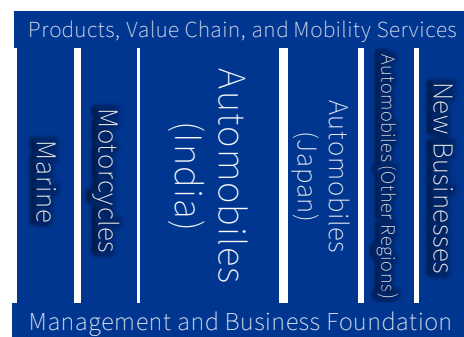 Products, Value Chain, and Mobility Services
Marine
Motorcycles
Automobiles
(India)
Automobiles
(Japan)
Automobiles (Other Regions)
New Businesses
Management and Business Foundation